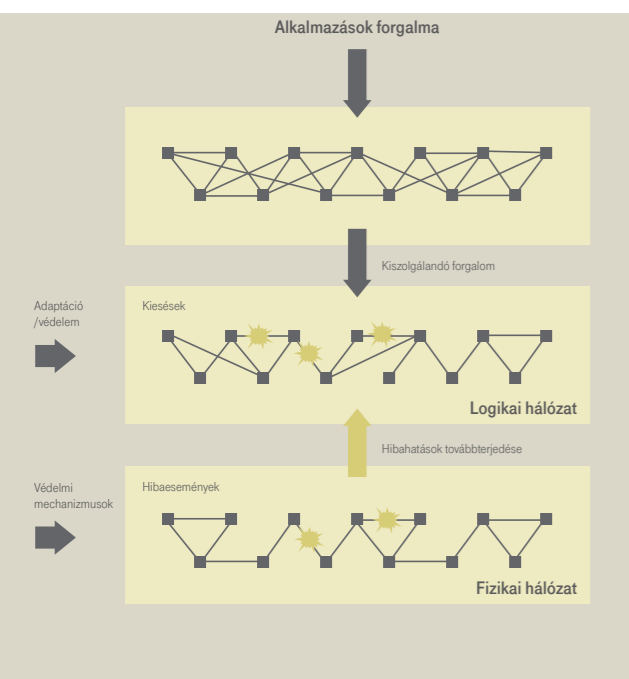 Alkalmazások forgalma
Kiszolgálandó forgalom
Adaptáció
/védelem
Kiesések
Logikai hálózat
Hibahatások továbbterjedése
Védelmi
mechanizmusok
Hibaesemények
Fizikai hálózat